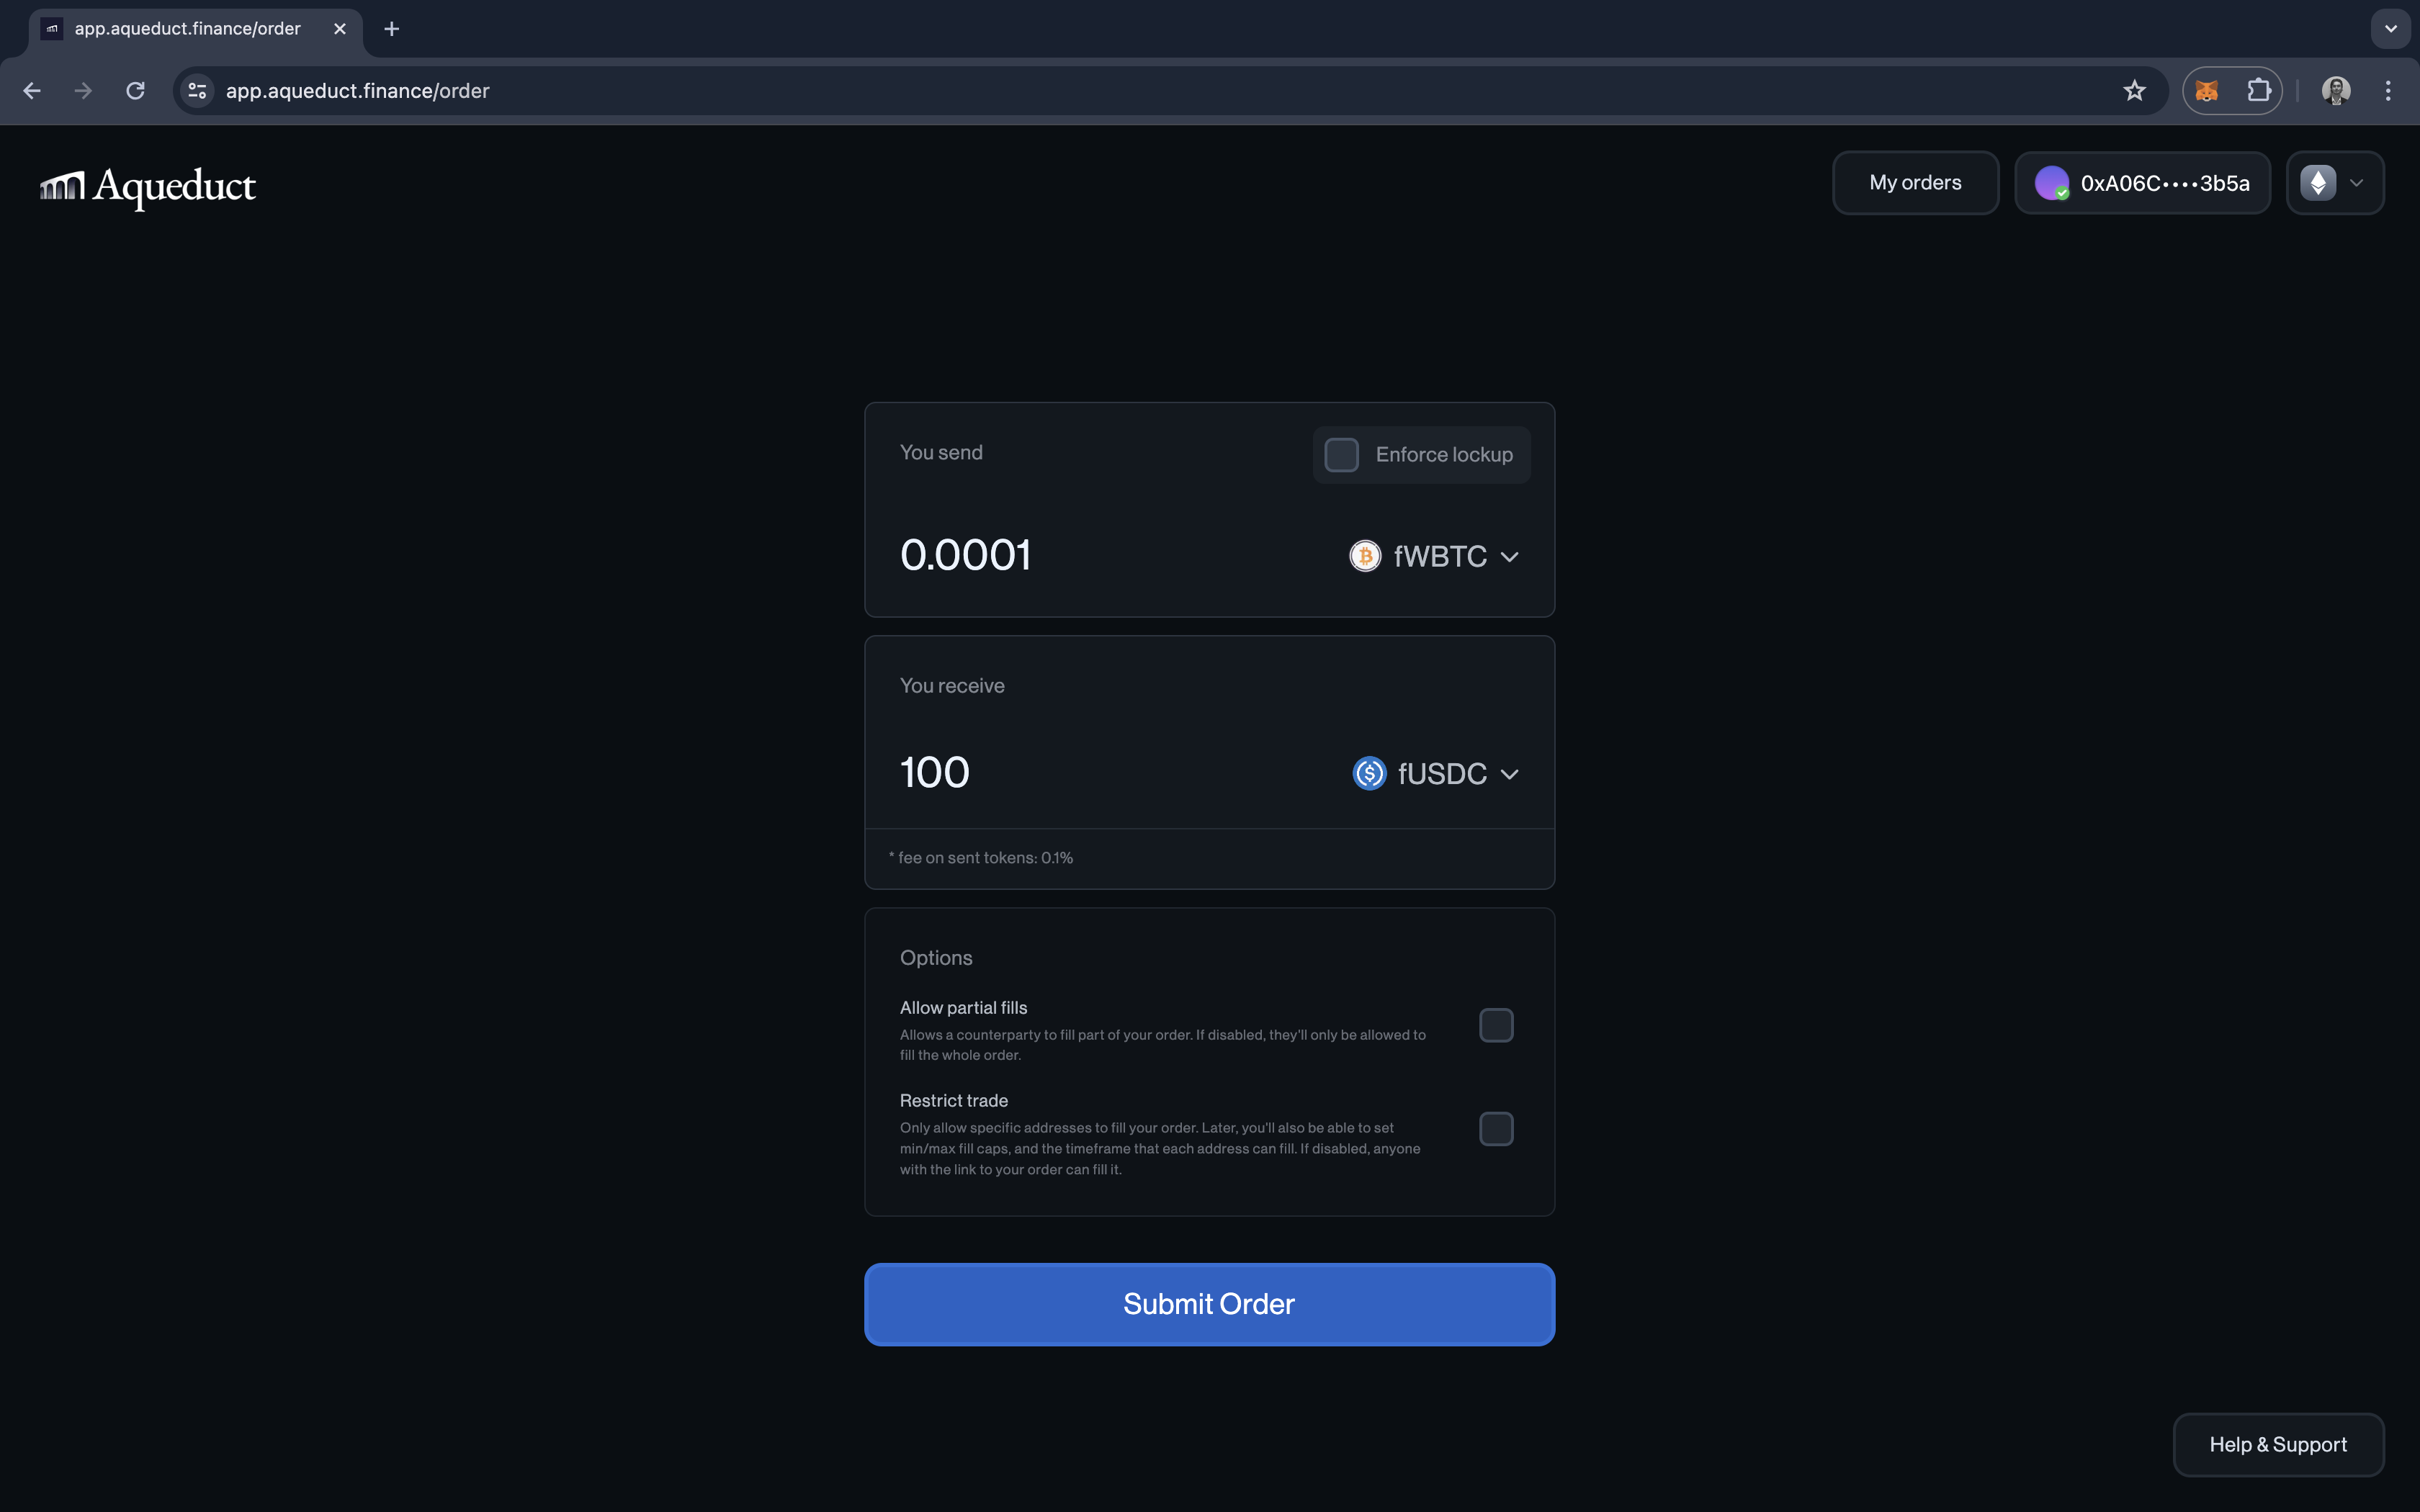 app.aqueduct.finance/order
app.aqueduct.finance/order
Aqueduct
My orders
0xA06C••••3b5a
You send
Enforce lockup
0.0001
fWBTC
You receive
100
fUSDC
* fee on sent tokens: 0.1%
Options
Allow partial fills
Allows a counterparty to fill part of your order. If disabled, they'll only be allowed to
fill the whole order.
Restrict trade
Only allow specific addresses to fill your order. Later, you'll also be able to set
min/max fill caps, and the timeframe that each address can fill. If disabled, anyone
with the link to your order can fill it.
Submit Order
Help & Support